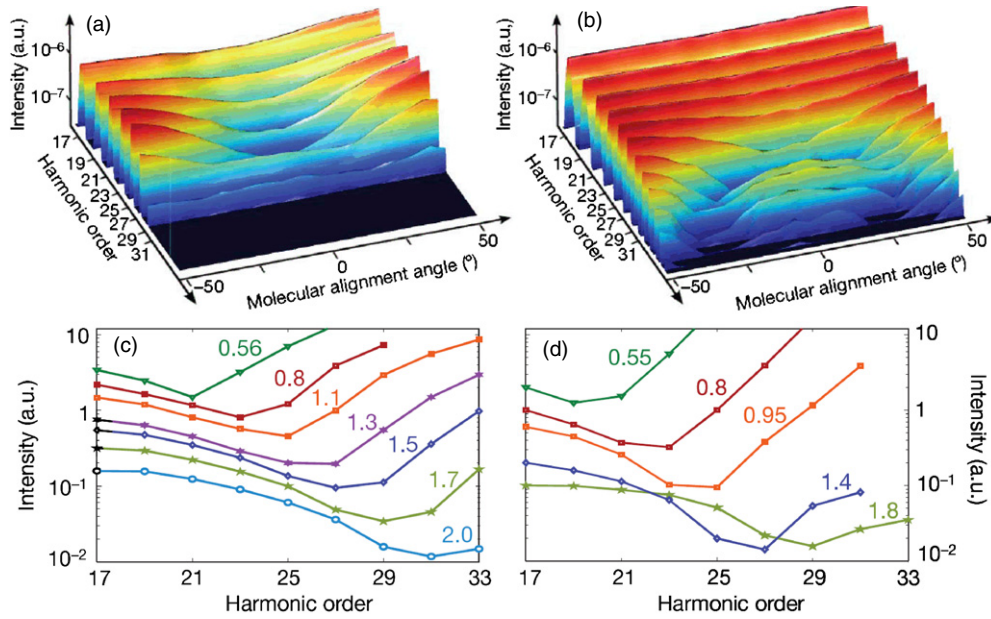 (a)
Intensity (a.u.)
10⁻⁶
10⁻⁷
17
19
21
23
25
27
29
31
Harmonic order
−50
0
50
Molecular alignment angle (º)
(b)
Intensity (a.u,)
10⁻⁶
10⁻⁷
17
19
21
23
25
27
29
31
Harmonic order
−50
0
50
Molecular alignment angle (º)
(c)
Intensity (a.u.)
10
1
10⁻¹
10⁻²
0.56
0.8
1.1
1.3
1.5
1.7
2.0
17 21 25 29 33
Harmonic order
(d)
10
1
10⁻¹
10⁻²
Intensity (a.u.)
0.55
0.8
0.95
1.4
1.8
17 21 25 29 33
Harmonic order